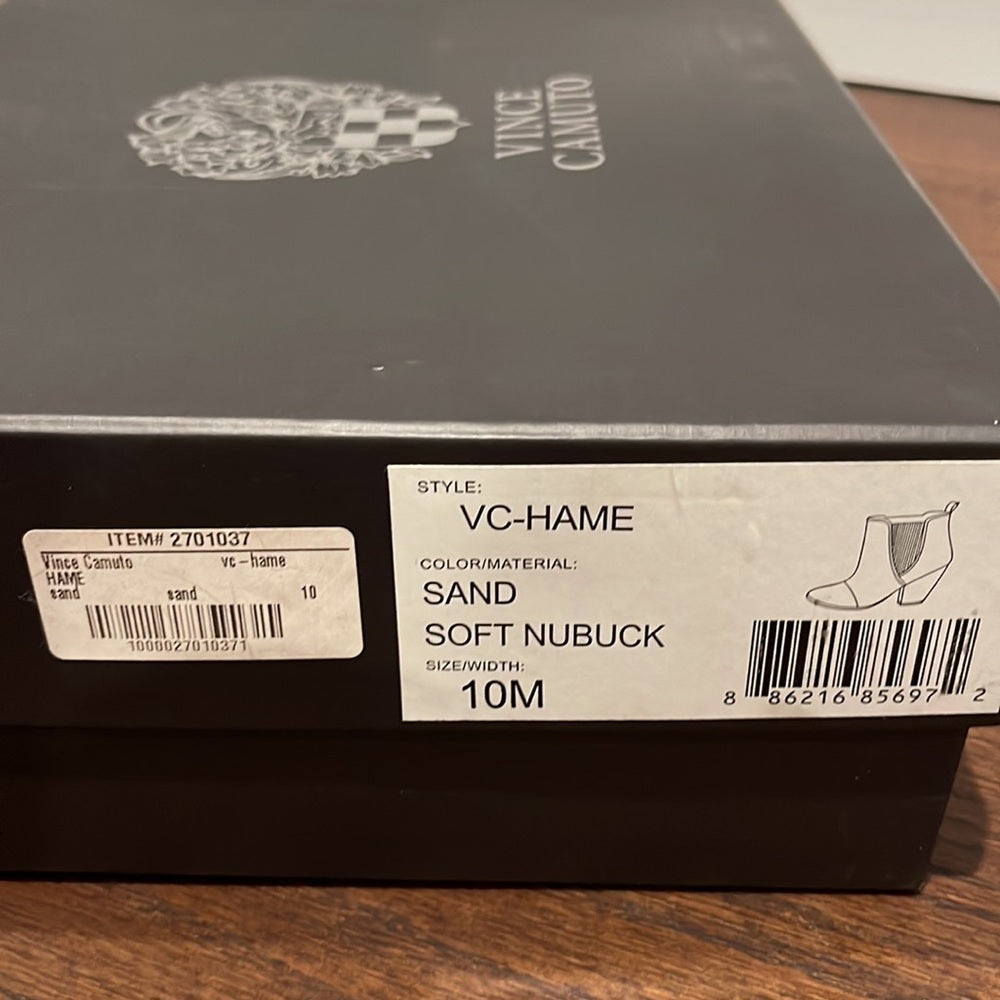 VINCE
CAMUTO
ITEM# 2701037
Vince Camuto vc-hame
HAME
sand sand 10
1000027010371
STYLE:
VC-HAME
COLOR/MATERIAL:
SAND
SOFT NUBUCK
SIZE/WIDTH:
10M
8 86216 85697 2